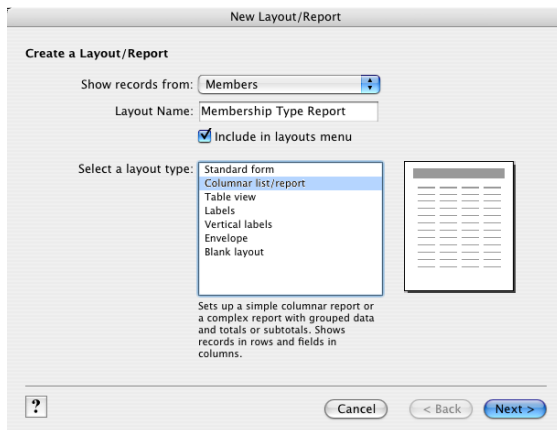 New Layout/Report
Create a Layout/Report
Show records from: Members
Layout Name: Membership Type Report
Include in layouts menu
Select a layout type:
Standard form
Columnar list/report
Table view
Labels
Vertical labels
Envelope
Blank layout
Sets up a simple columnar report or
a complex report with grouped data
and totals or subtotals. Shows
records in rows and fields in
columns.
? Cancel < Back Next >